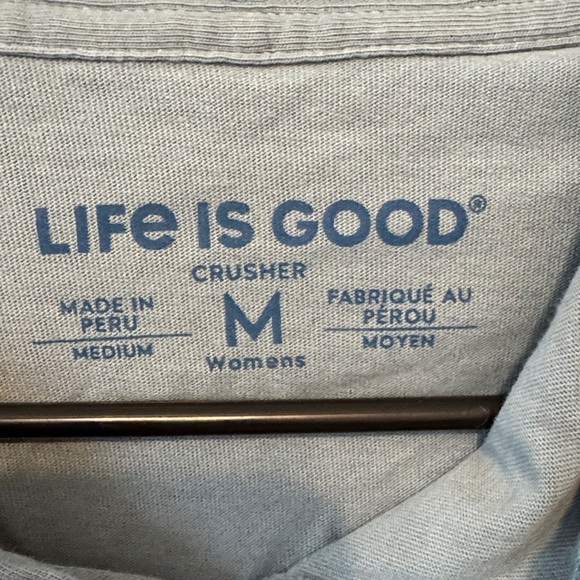 LIFe IS GOOD®
CRUSHER
MADE IN
PERU
MEDIUM
M
Womens
FABRIQUÉ AU
PÉROU
MOYEN